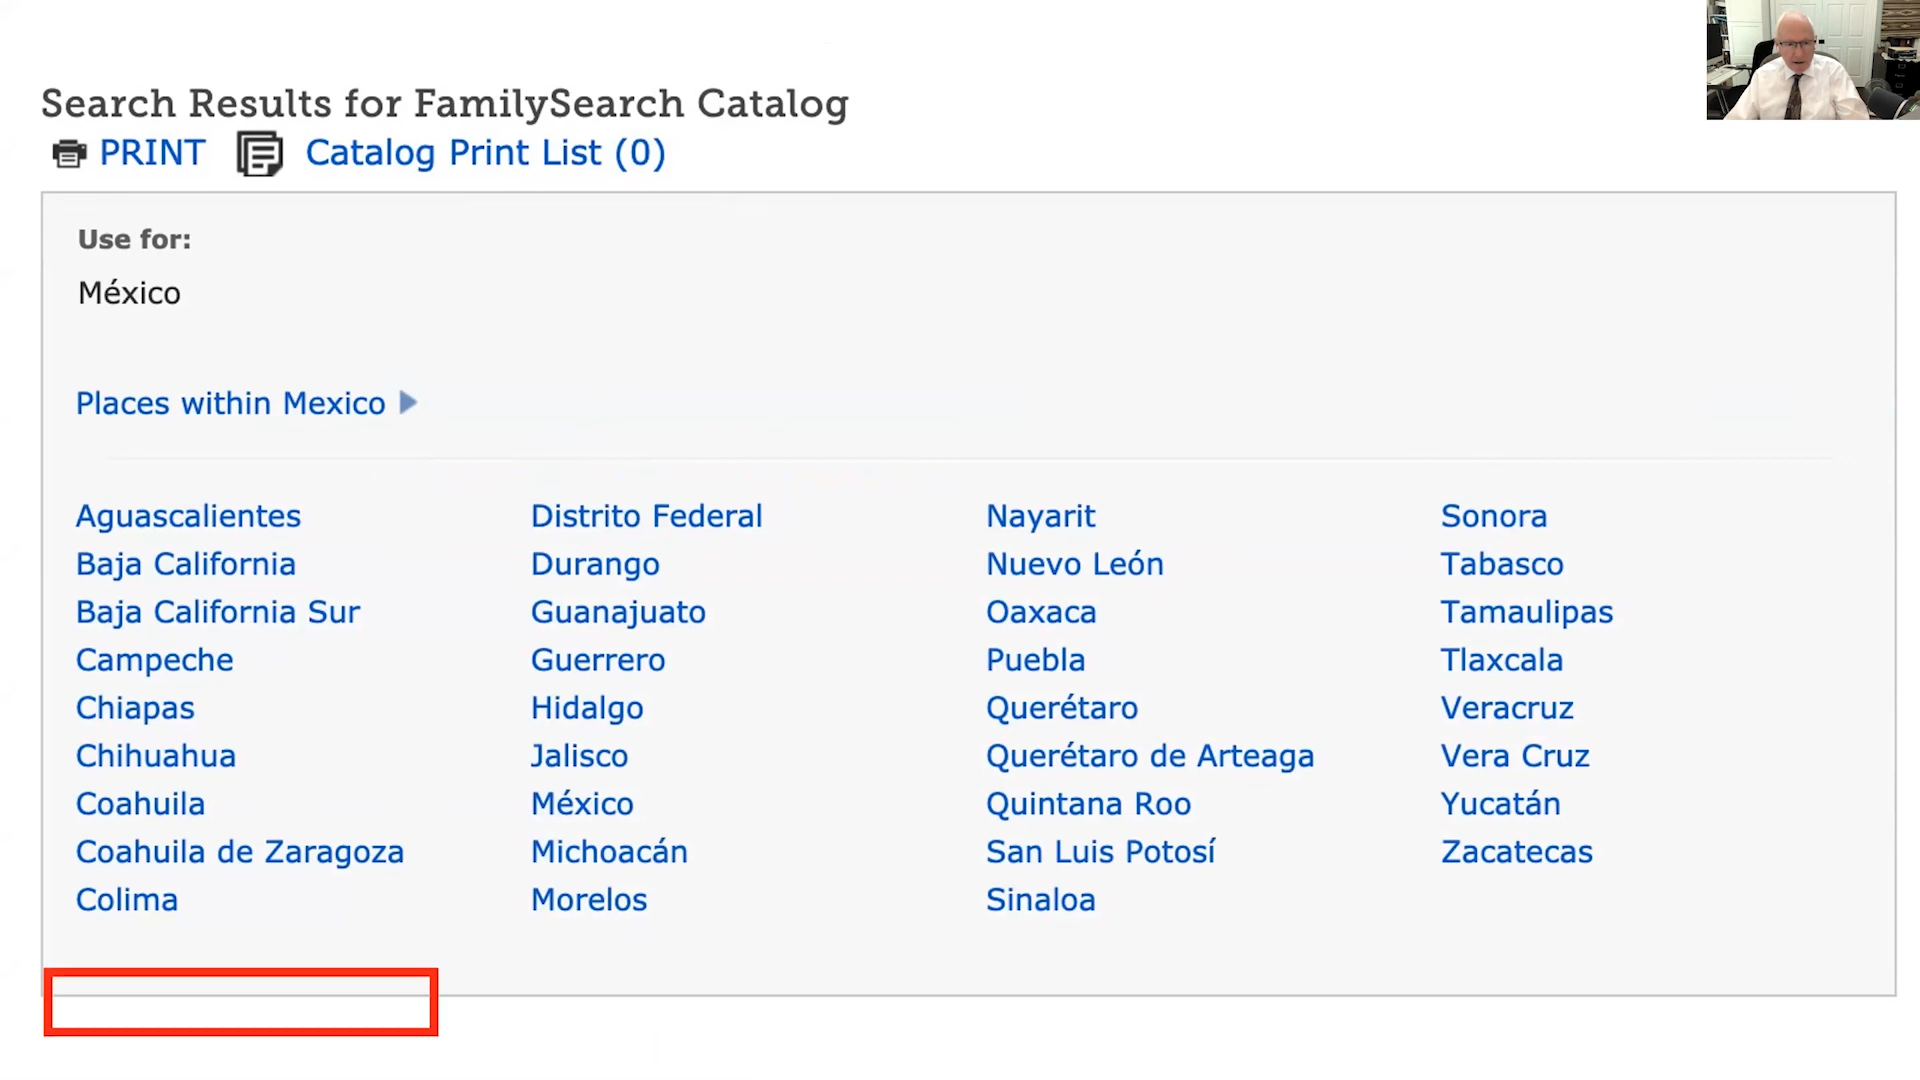 Search Results for FamilySearch Catalog
PRINT Catalog Print List (0)
Use for:
México
Places within Mexico
Aguascalientes
Baja California
Baja California Sur
Campeche
Chiapas
Chihuahua
Coahuila
Coahuila de Zaragoza
Colima
Distrito Federal
Durango
Guanajuato
Guerrero
Hidalgo
Jalisco
México
Michoacán
Morelos
Nayarit
Nuevo León
Oaxaca
Puebla
Querétaro
Querétaro de Arteaga
Quintana Roo
San Luis Potosí
Sinaloa
Sonora
Tabasco
Tamaulipas
Tlaxcala
Veracruz
Vera Cruz
Yucatán
Zacatecas